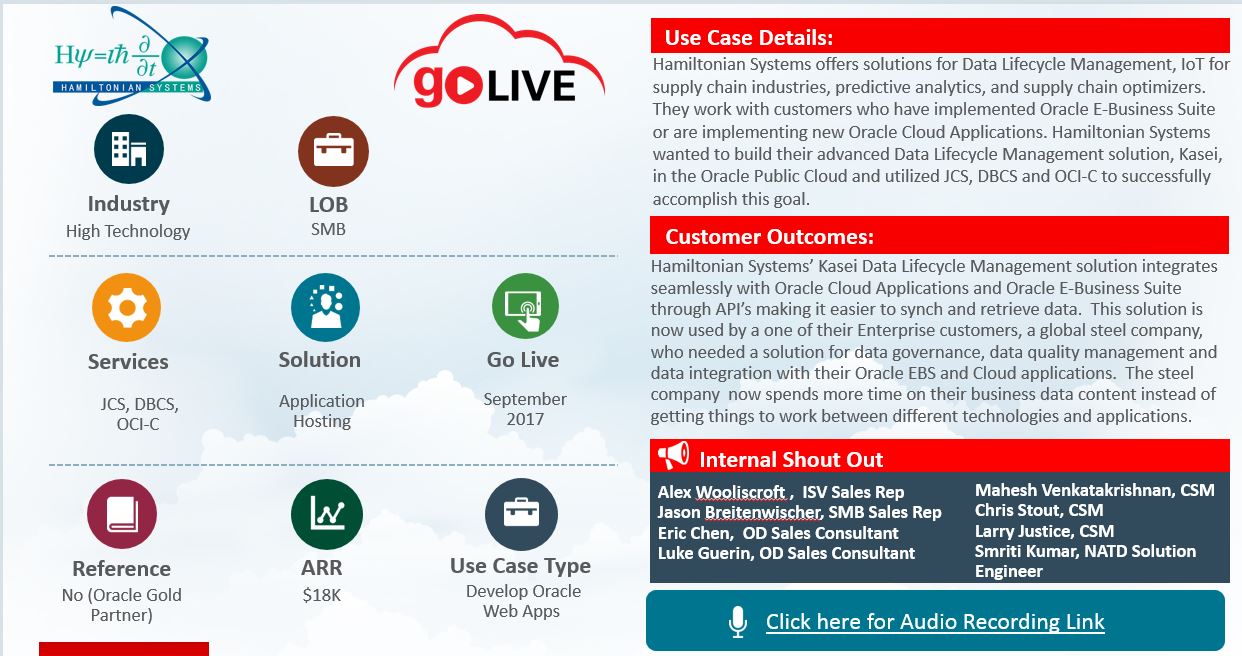 Hψ=iħ ∂/∂t
HAMILTONIAN SYSTEMS
goLIVE
Industry
High Technology
LOB
SMB
Services
JCS, DBCS,
OCI-C
Solution
Application
Hosting
Go Live
September
2017
Reference
No (Oracle Gold
Partner)
ARR
$18K
Use Case Type
Develop Oracle
Web Apps
Use Case Details:
Hamiltonian Systems offers solutions for Data Lifecycle Management, IoT for
supply chain industries, predictive analytics, and supply chain optimizers.
They work with customers who have implemented Oracle E-Business Suite
or are implementing new Oracle Cloud Applications. Hamiltonian Systems
wanted to build their advanced Data Lifecycle Management solution, Kasei,
in the Oracle Public Cloud and utilized JCS, DBCS and OCI-C to successfully
accomplish this goal.
Customer Outcomes:
Hamiltonian Systems’ Kasei Data Lifecycle Management solution integrates
seamlessly with Oracle Cloud Applications and Oracle E-Business Suite
through API’s making it easier to synch and retrieve data. This solution is
now used by a one of their Enterprise customers, a global steel company,
who needed a solution for data governance, data quality management and
data integration with their Oracle EBS and Cloud applications. The steel
company now spends more time on their business data content instead of
getting things to work between different technologies and applications.
Internal Shout Out
Alex Wooliscroft , ISV Sales Rep
Jason Breitenwischer, SMB Sales Rep
Eric Chen, OD Sales Consultant
Luke Guerin, OD Sales Consultant
Mahesh Venkatakrishnan, CSM
Chris Stout, CSM
Larry Justice, CSM
Smriti Kumar, NATD Solution
Engineer
Click here for Audio Recording Link